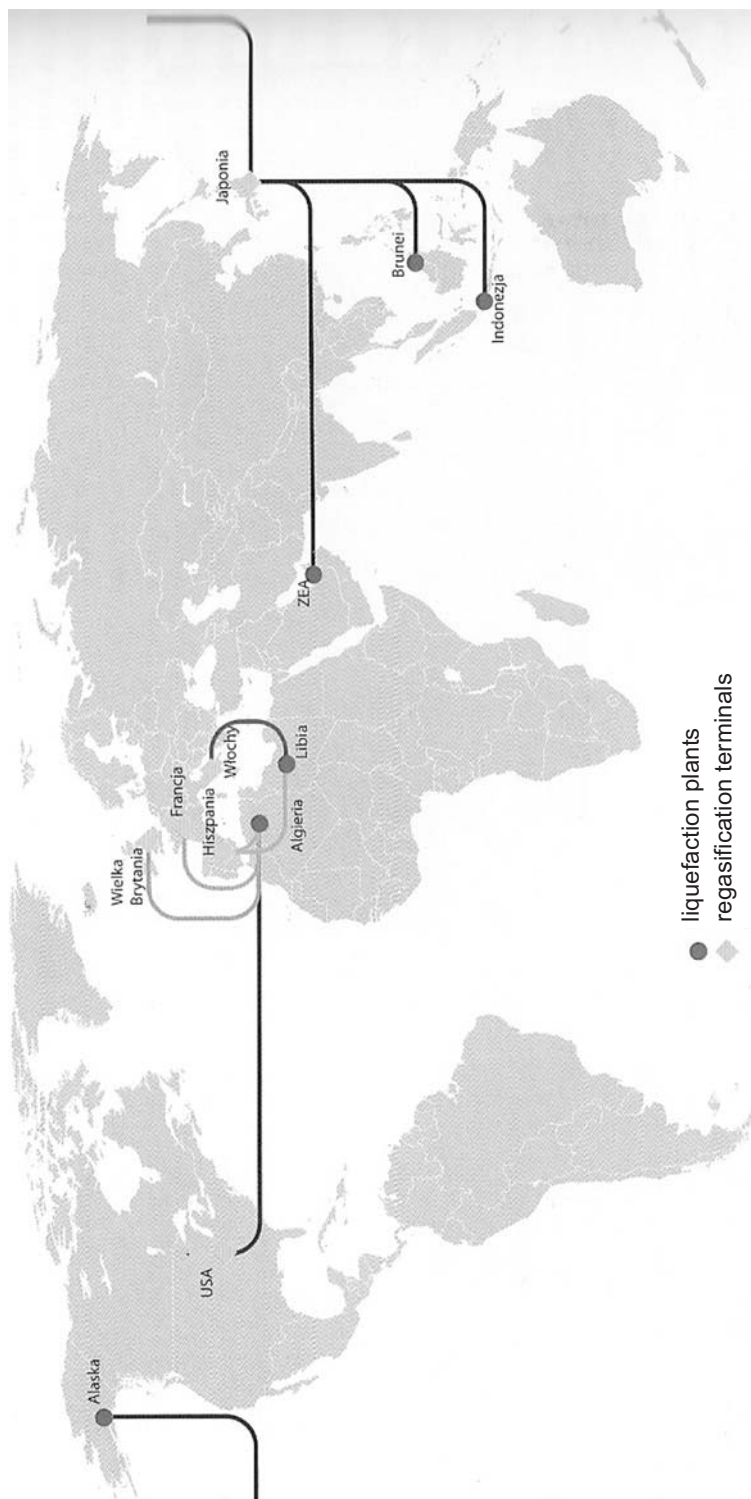 Alaska
USA
Wielka
Brytania
Francja
Hiszpania
Włochy
Algieria
Libia
ZEA
Japonia
Brunei
Indonezja
liquefaction plants
regasification terminals